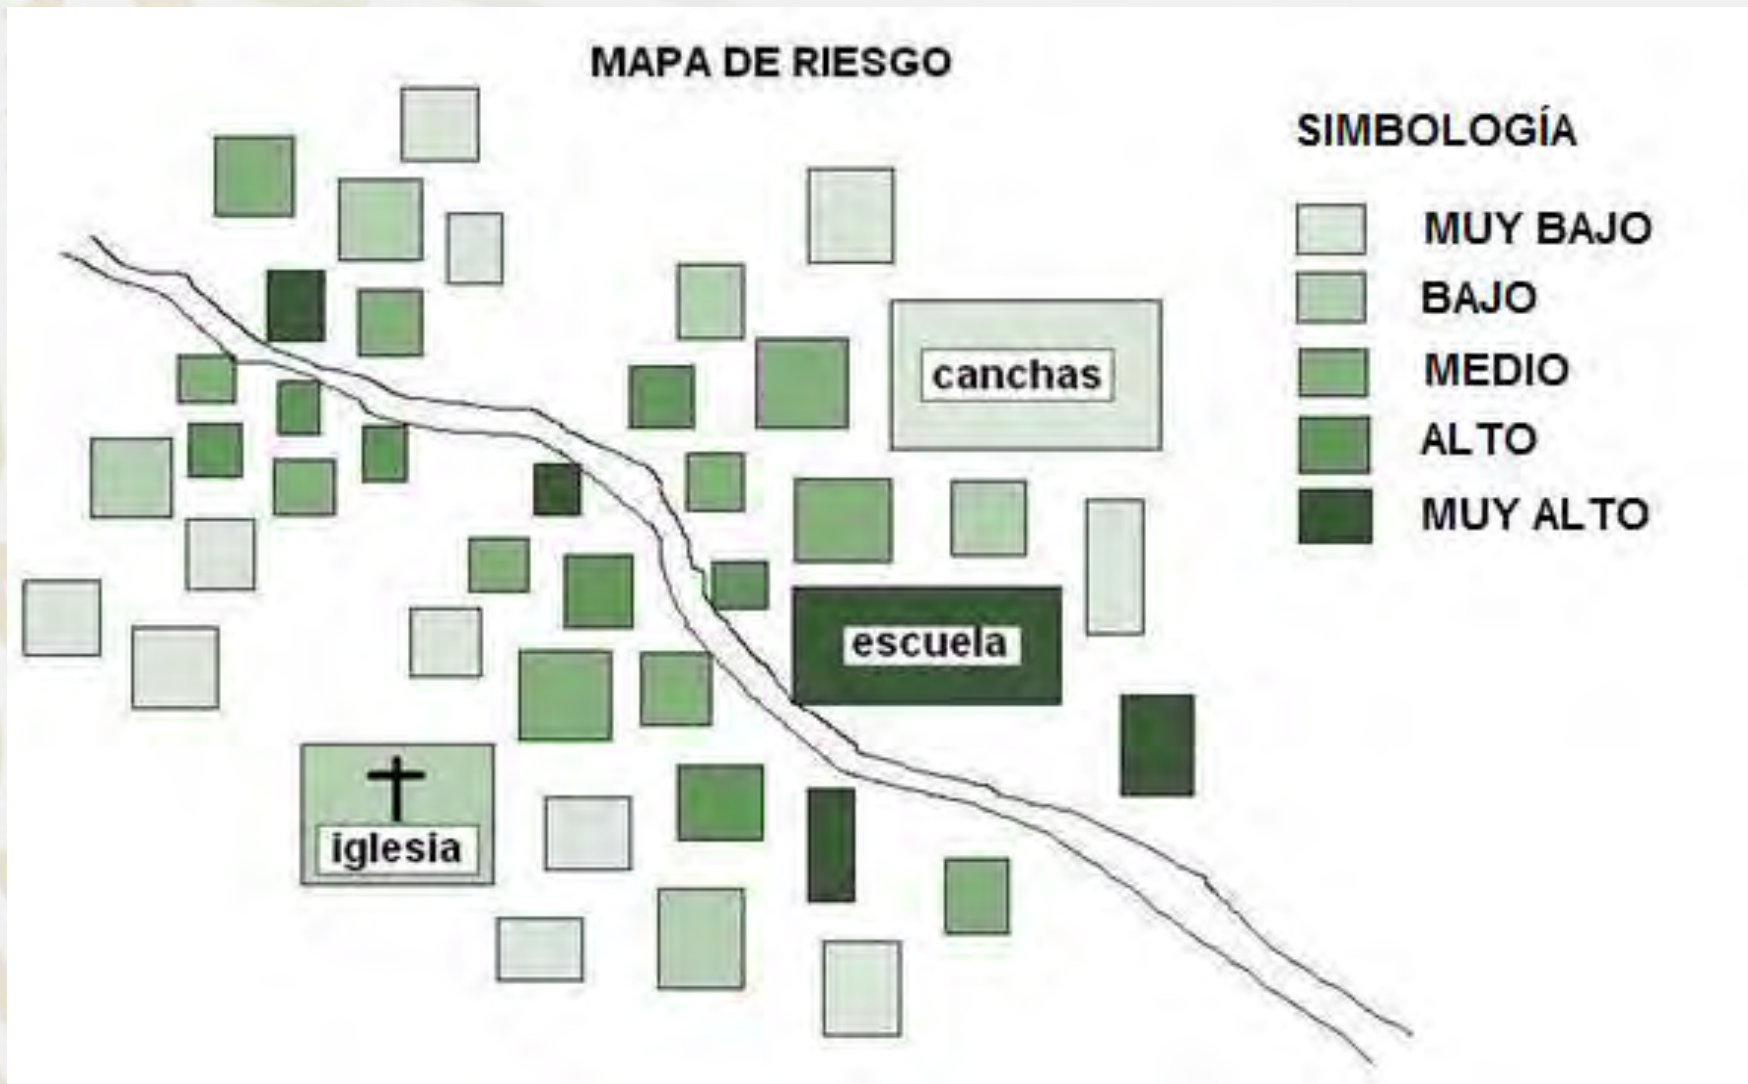 MAPA DE RIESGO
SIMBOLOGÍA
MUY BAJO
BAJO
MEDIO
ALTO
MUY ALTO
canchas
escuela
iglesia